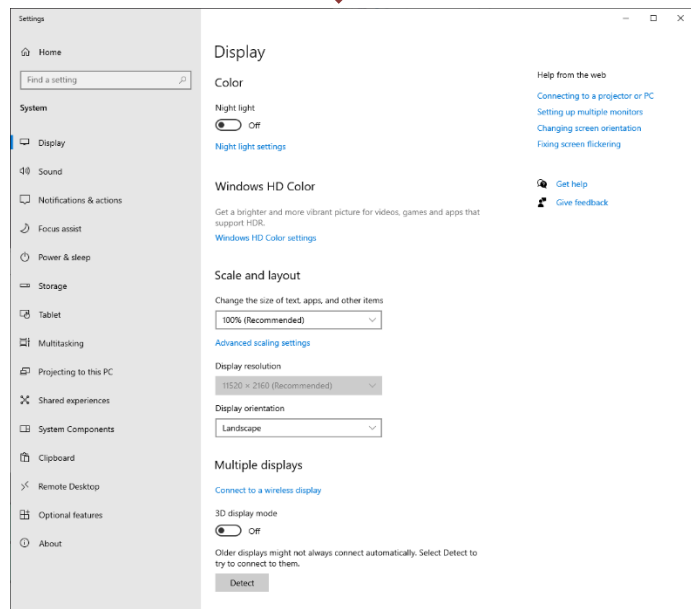 Settings
Home
Find a setting
System
Display
Sound
Notifications & actions
Focus assist
Power & sleep
Storage
Tablet
Multitasking
Projecting to this PC
Shared experiences
System Components
Clipboard
Remote Desktop
Optional features
About
Display
Color
Night light
Off
Night light settings
Windows HD Color
Get a brighter and more vibrant picture for videos, games and apps that
support HDR.
Windows HD Color settings
Scale and layout
Change the size of text, apps, and other items
100% (Recommended)
Advanced scaling settings
Display resolution
11520 × 2160 (Recommended)
Display orientation
Landscape
Multiple displays
Connect to a wireless display
3D display mode
Off
Older displays might not always connect automatically. Select Detect to
try to connect to them.
Detect
Help from the web
Connecting to a projector or PC
Setting up multiple monitors
Changing screen orientation
Fixing screen flickering
Get help
Give feedback